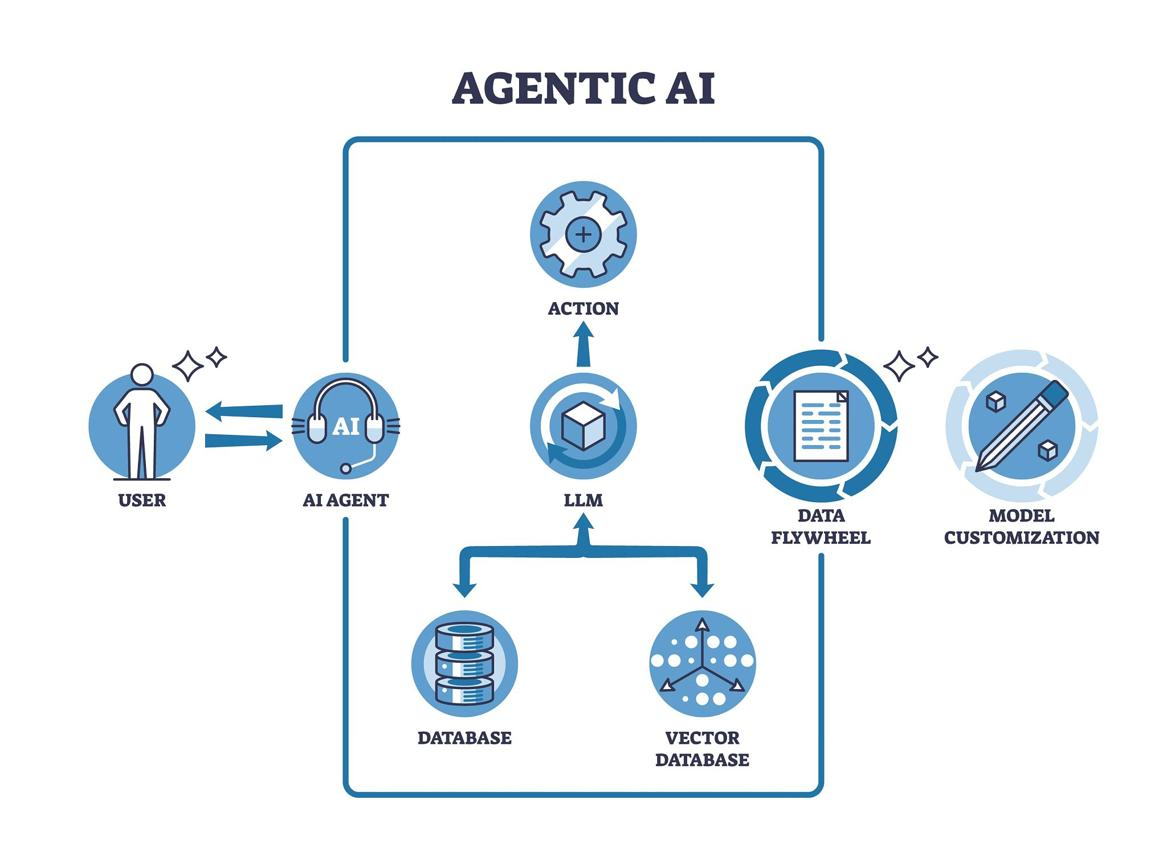 AGENTIC AI
ACTION
AI
USER
AI AGENT
LLM
DATA
FLYWHEEL
MODEL
CUSTOMIZATION
DATABASE
VECTOR
DATABASE